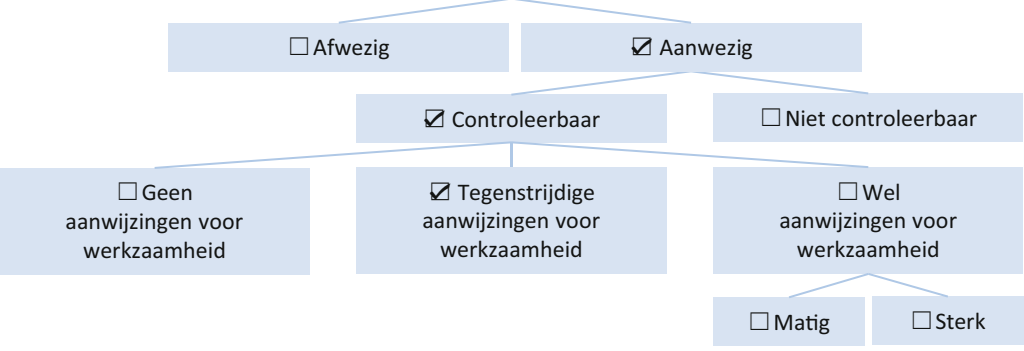 ☐ Afwezig
☑ Aanwezig
☑ Controleerbaar
☐ Niet controleerbaar
☐ Geen
aanwijzingen voor
werkzaamheid
☑ Tegenstrijdige
aanwijzingen voor
werkzaamheid
☐ Wel
aanwijzingen voor
werkzaamheid
☐ Matig
☐ Sterk